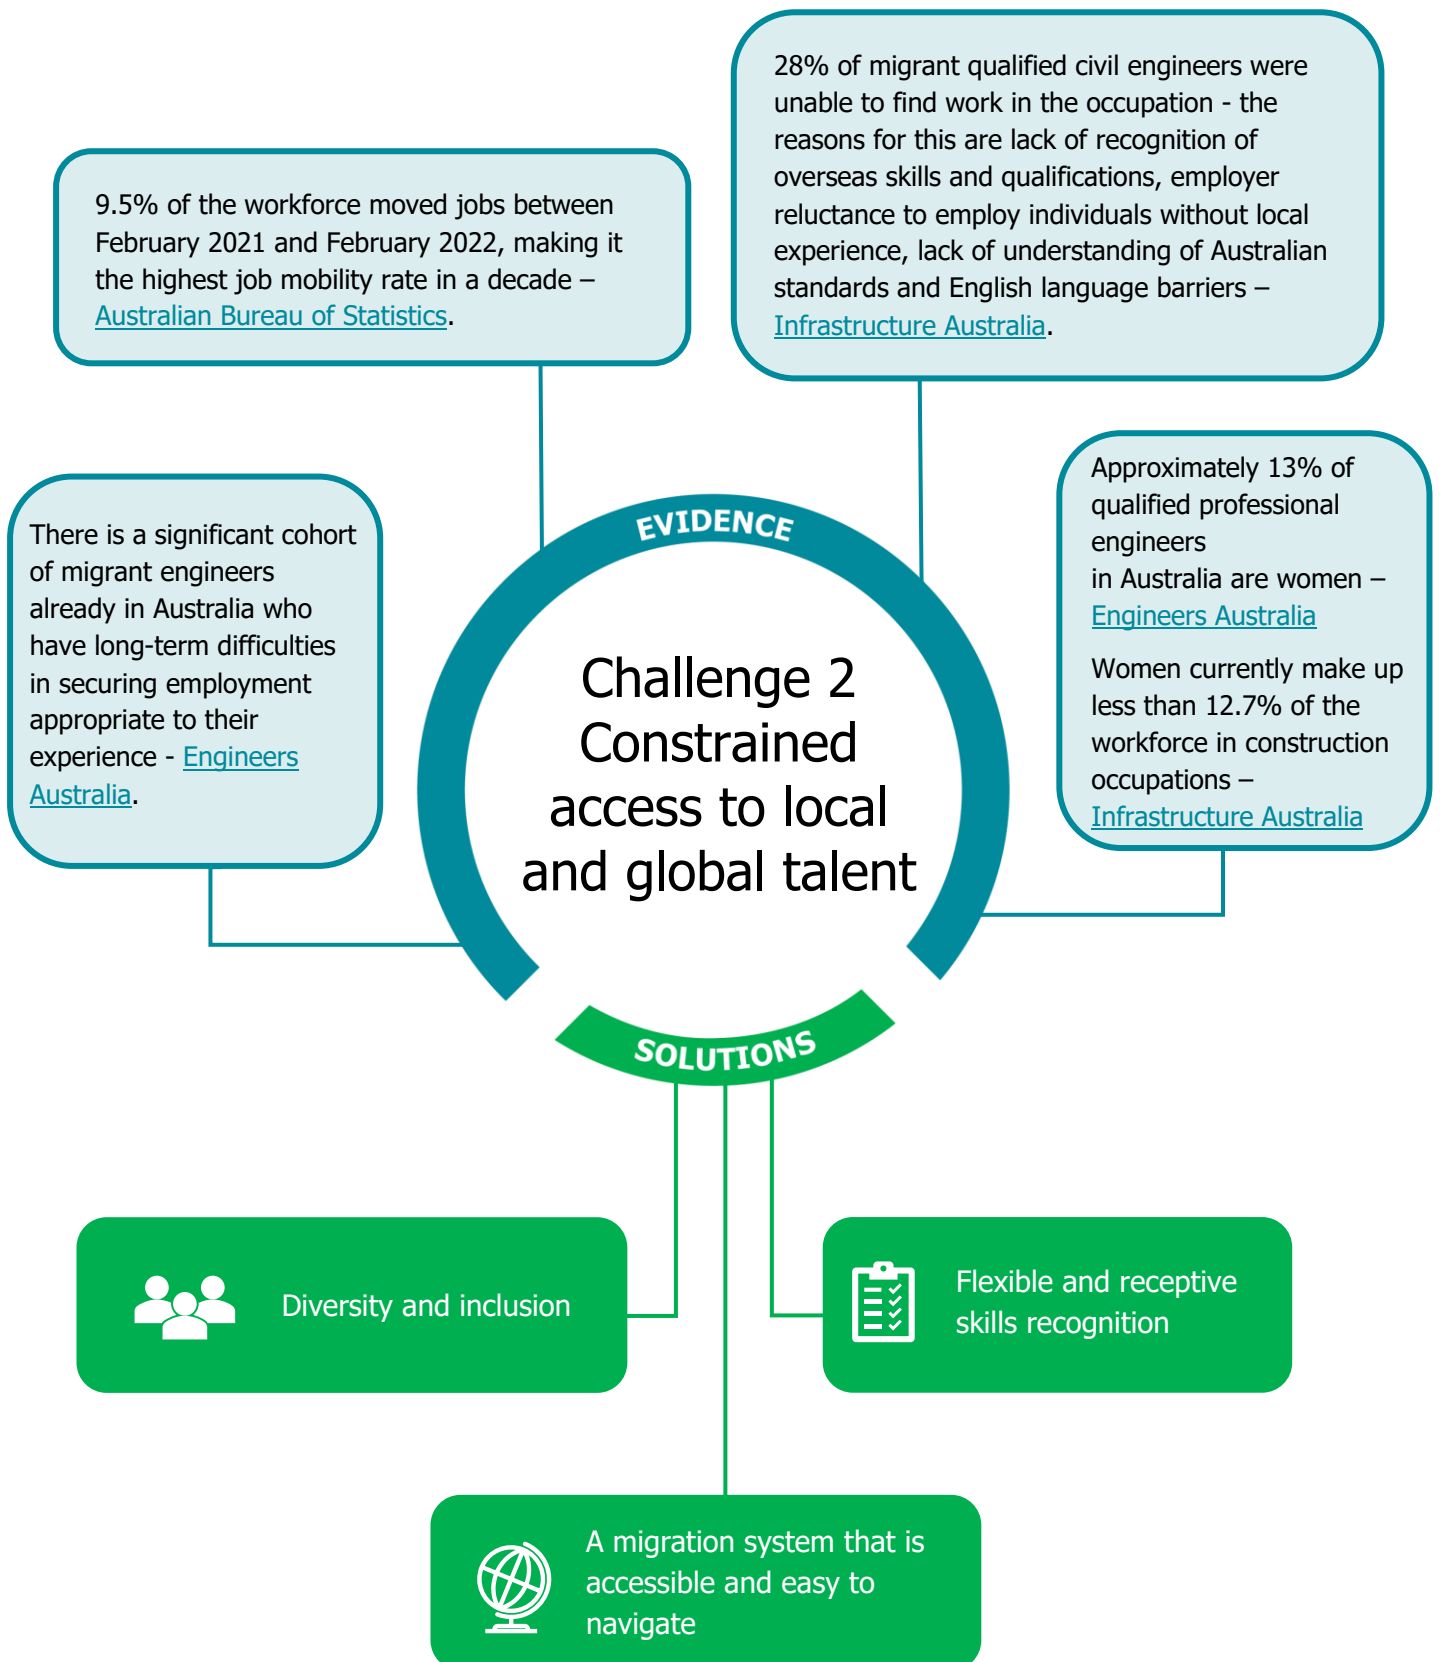 28% of migrant qualified civil engineers were
unable to find work in the occupation - the
reasons for this are lack of recognition of
overseas skills and qualifications, employer
reluctance to employ individuals without local
experience, lack of understanding of Australian
standards and English language barriers –
Infrastructure Australia.
9.5% of the workforce moved jobs between
February 2021 and February 2022, making it
the highest job mobility rate in a decade –
Australian Bureau of Statistics.
There is a significant cohort
of migrant engineers
already in Australia who
have long-term difficulties
in securing employment
appropriate to their
experience - Engineers
Australia.
Approximately 13% of
qualified professional
engineers
in Australia are women –
Engineers Australia
Women currently make up
less than 12.7% of the
workforce in construction
occupations –
Infrastructure Australia
EVIDENCE
Challenge 2
Constrained
access to local
and global talent
SOLUTIONS
Diversity and inclusion
Flexible and receptive
skills recognition
A migration system that is
accessible and easy to
navigate